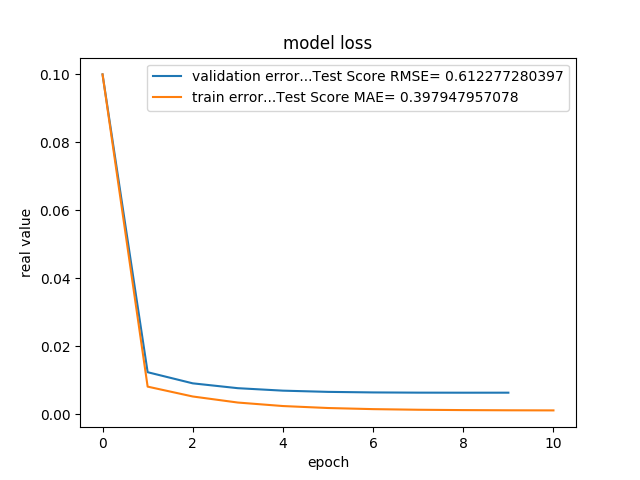 model loss
validation error...Test Score RMSE= 0.612277280397
train error...Test Score MAE= 0.397947957078
real value
0.10
0.08
0.06
0.04
0.02
0.00
0 2 4 6 8 10
epoch